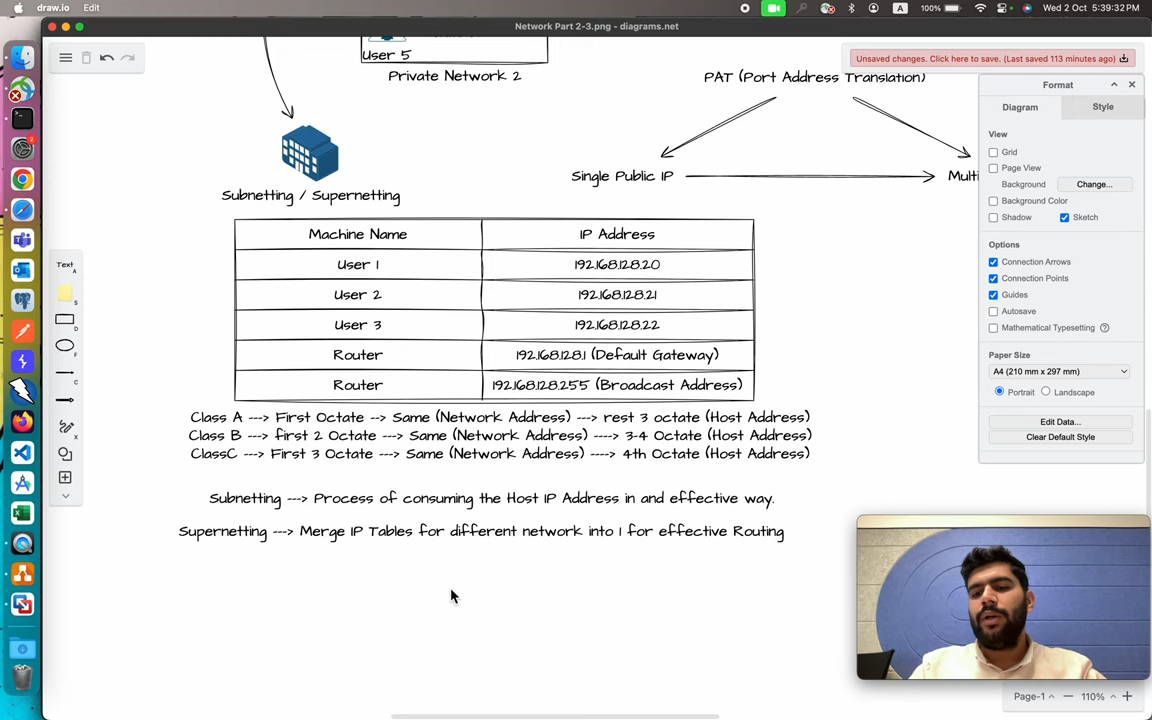 draw.io Edit
100% A Wed 2 Oct 5:39:32 PM
Network Part 2-3.png - diagrams.net
Unsaved changes. Click here to save. (Last saved 113 minutes ago)
User 5
Private Network 2
PAT (Port Address Translation)
Single Public IP
Multi
Subnetting / Supernetting
Machine Name IP Address
User 1 192.168.128.20
User 2 192.168.128.21
User 3 192.168.128.22
Router 192.168.128.1 (Default Gateway)
Router 192.168.128.255 (Broadcast Address)
Class A ---> First Octate --> Same (Network Address) ---> rest 3 octate (Host Address)
Class B ---> first 2 Octate ---> Same (Network Address) ----> 3-4 Octate (Host Address)
ClassC ---> First 3 Octate ---> Same (Network Address) ----> 4th Octate (Host Address)
Subnetting ---> Process of consuming the Host IP Address in and effective way.
Supernetting ---> Merge IP Tables for different network into 1 for effective Routing
Text
A
S
D
F
C
X
Format
Diagram Style
View
Grid
Page View
Background Change...
Background Color
Shadow Sketch
Options
Connection Arrows
Connection Points
Guides
Autosave
Mathematical Typesetting
Paper Size
A4 (210 mm x 297 mm)
Portrait Landscape
Edit Data...
Clear Default Style
Page-1 110%